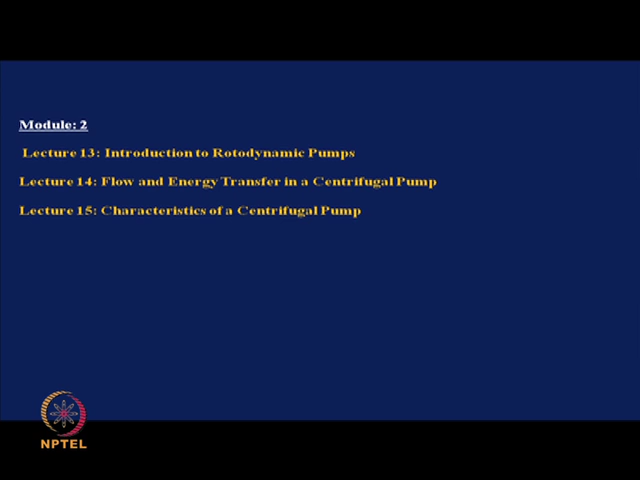 Module: 2
Lecture 13: Introduction to Rotodynamic Pumps
Lecture 14: Flow and Energy Transfer in a Centrifugal Pump
Lecture 15: Characteristics of a Centrifugal Pump
NPTEL